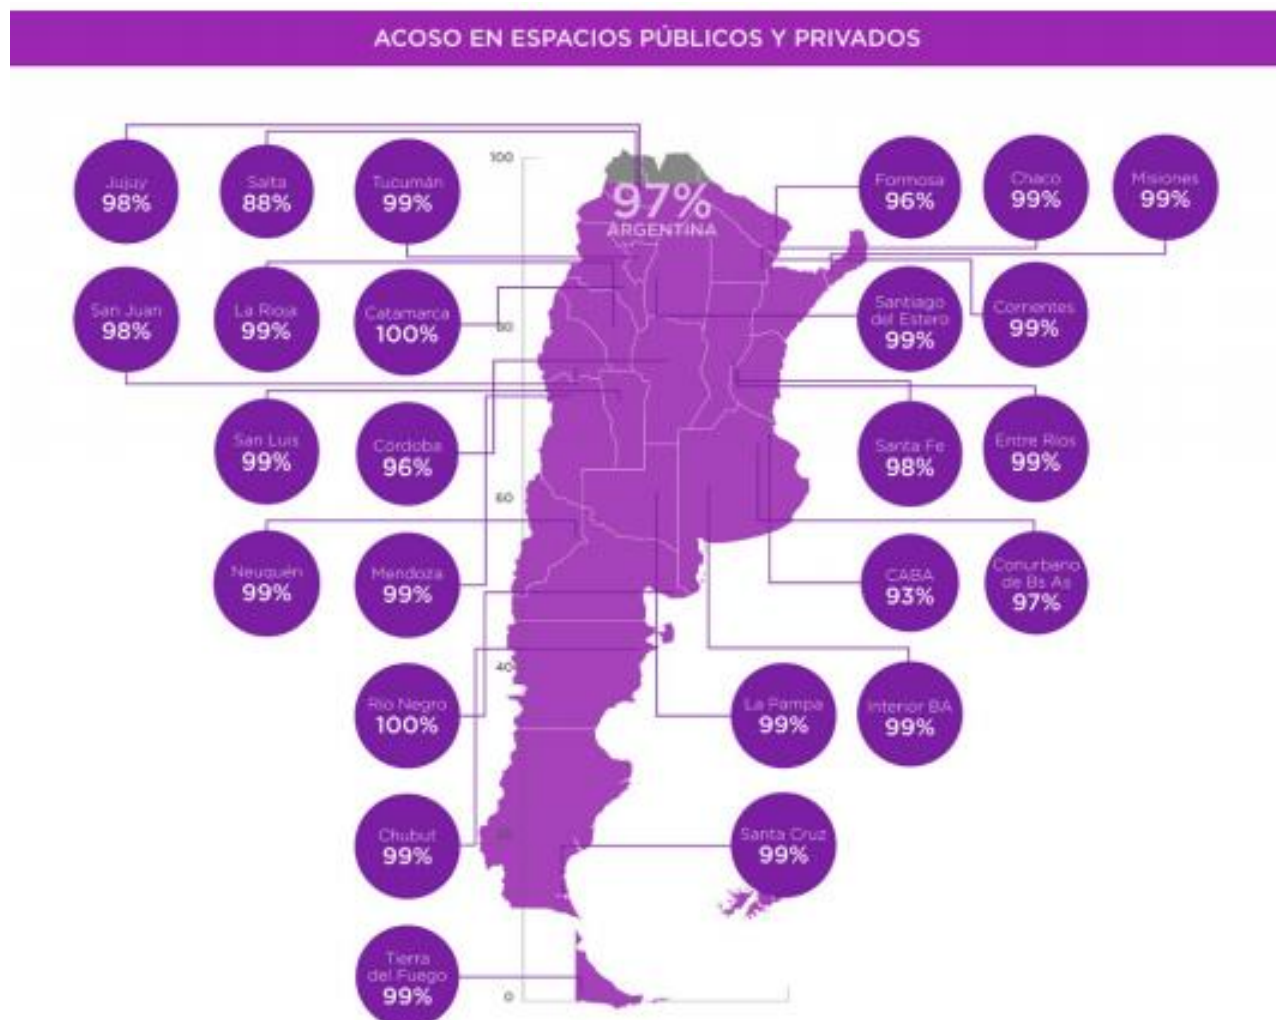 ACOSO EN ESPACIOS PÚBLICOS Y PRIVADOS
Jujuy
98%
Salta
88%
Tucumán
99%
100
97%
ARGENTINA
Formosa
96%
Chaco
99%
Misiones
99%
San Juan
98%
La Rioja
99%
Catamarca
100%
Santiago
del Estero
99%
Corrientes
99%
San Luis
99%
Córdoba
96%
Santa Fe
98%
Entre Ríos
99%
60
Neuquén
99%
Mendoza
99%
CABA
93%
Conurbano
de Bs As
97%
40
Río Negro
100%
La Pampa
99%
Interior BA
99%
Chubut
99%
Santa Cruz
99%
Tierra
del Fuego
99%
0